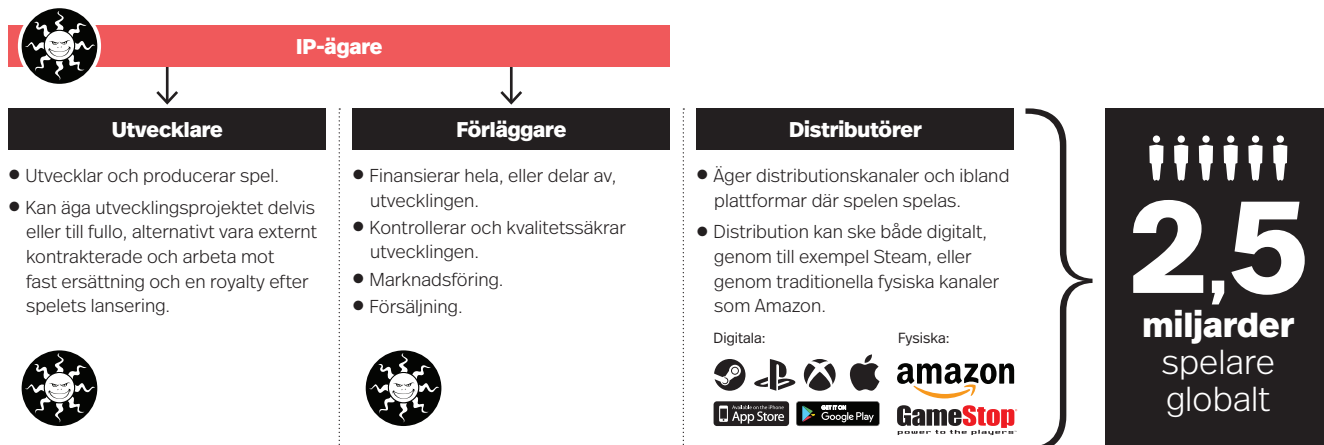 IP-ägare
Utvecklare
• Utvecklar och producerar spel.
• Kan äga utvecklingsprojektet delvis
eller till fullo, alternativt vara externt
kontrakterade och arbeta mot
fast ersättning och en royalty efter
spelets lansering.
Förläggare
• Finansierar hela, eller delar av,
utvecklingen.
• Kontrollerar och kvalitetssäkrar
utvecklingen.
• Marknadsföring.
• Försäljning.
Distributörer
• Äger distributionskanaler och ibland
plattformar där spelen spelas.
• Distribution kan ske både digitalt,
genom till exempel Steam, eller
genom traditionella fysiska kanaler
som Amazon.
Digitala:
Available on the iPhone
App Store
GET IT ON
Google Play
Fysiska:
amazon
GameStop
power to the players
2,5
miljarder
spelare
globalt